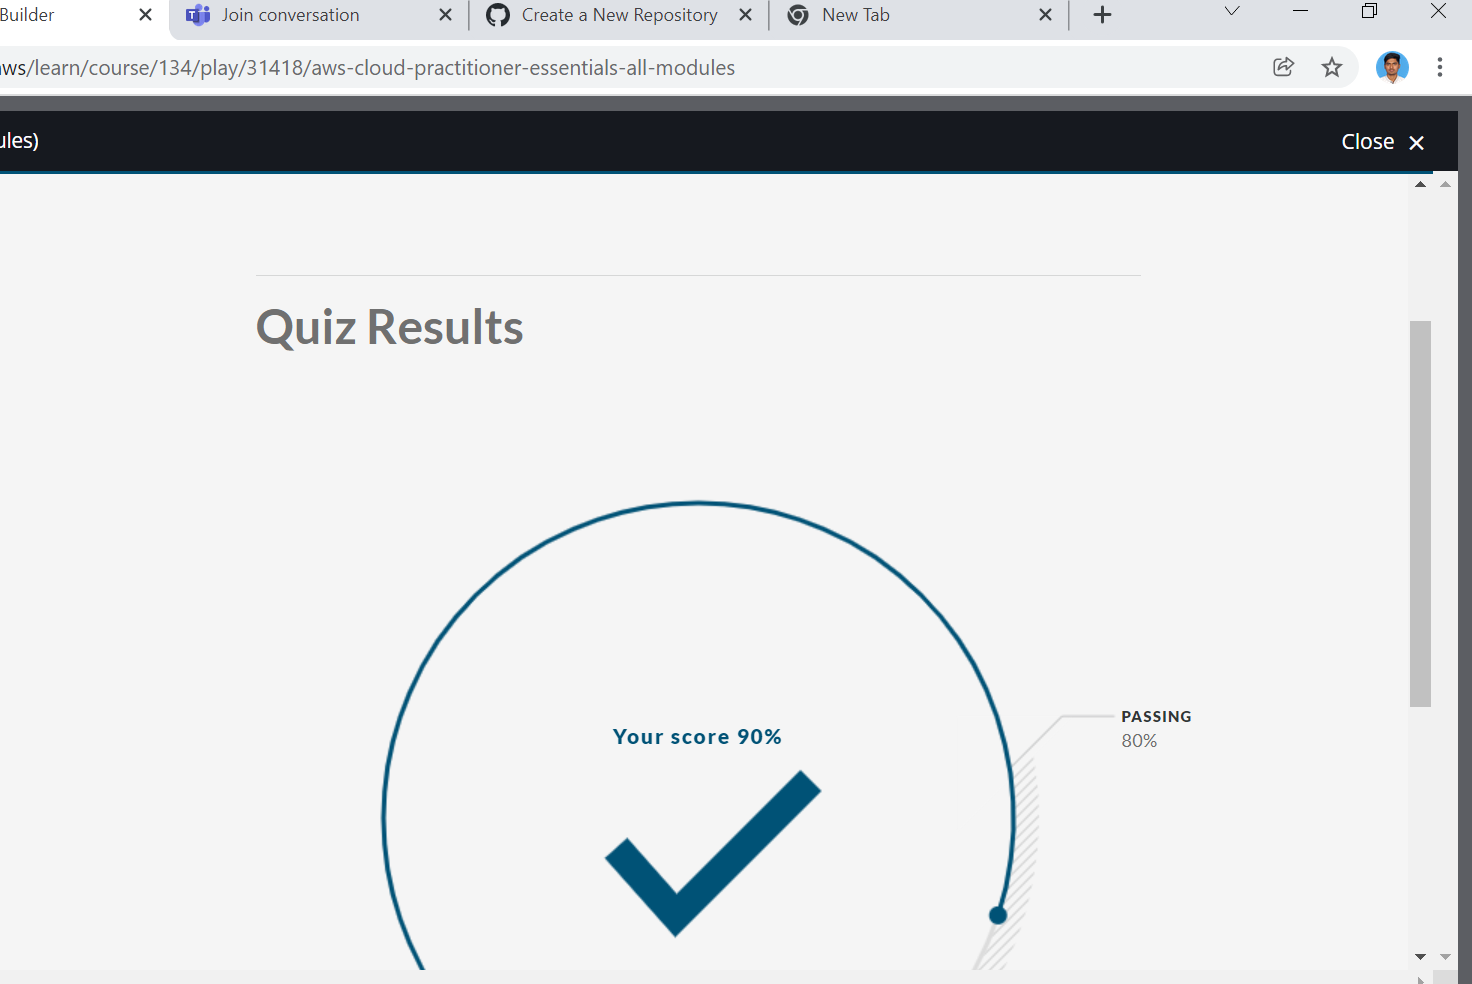 Builder
Join conversation
Create a New Repository
New Tab
ws/learn/course/134/play/31418/aws-cloud-practitioner-essentials-all-modules
ules)
Close
Quiz Results
Your score 90%
PASSING
80%